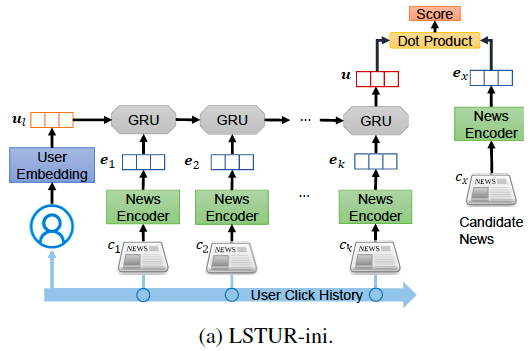 Score
Dot Product
u
e_x
u_l
GRU
GRU
...
GRU
News
Encoder
User
Embedding
e_1
e_2
e_k
c_x
NEWS
News
Encoder
News
Encoder
...
News
Encoder
Candidate
News
c_1
NEWS
c_2
NEWS
c_k
NEWS
User Click History
(a) LSTUR-ini.